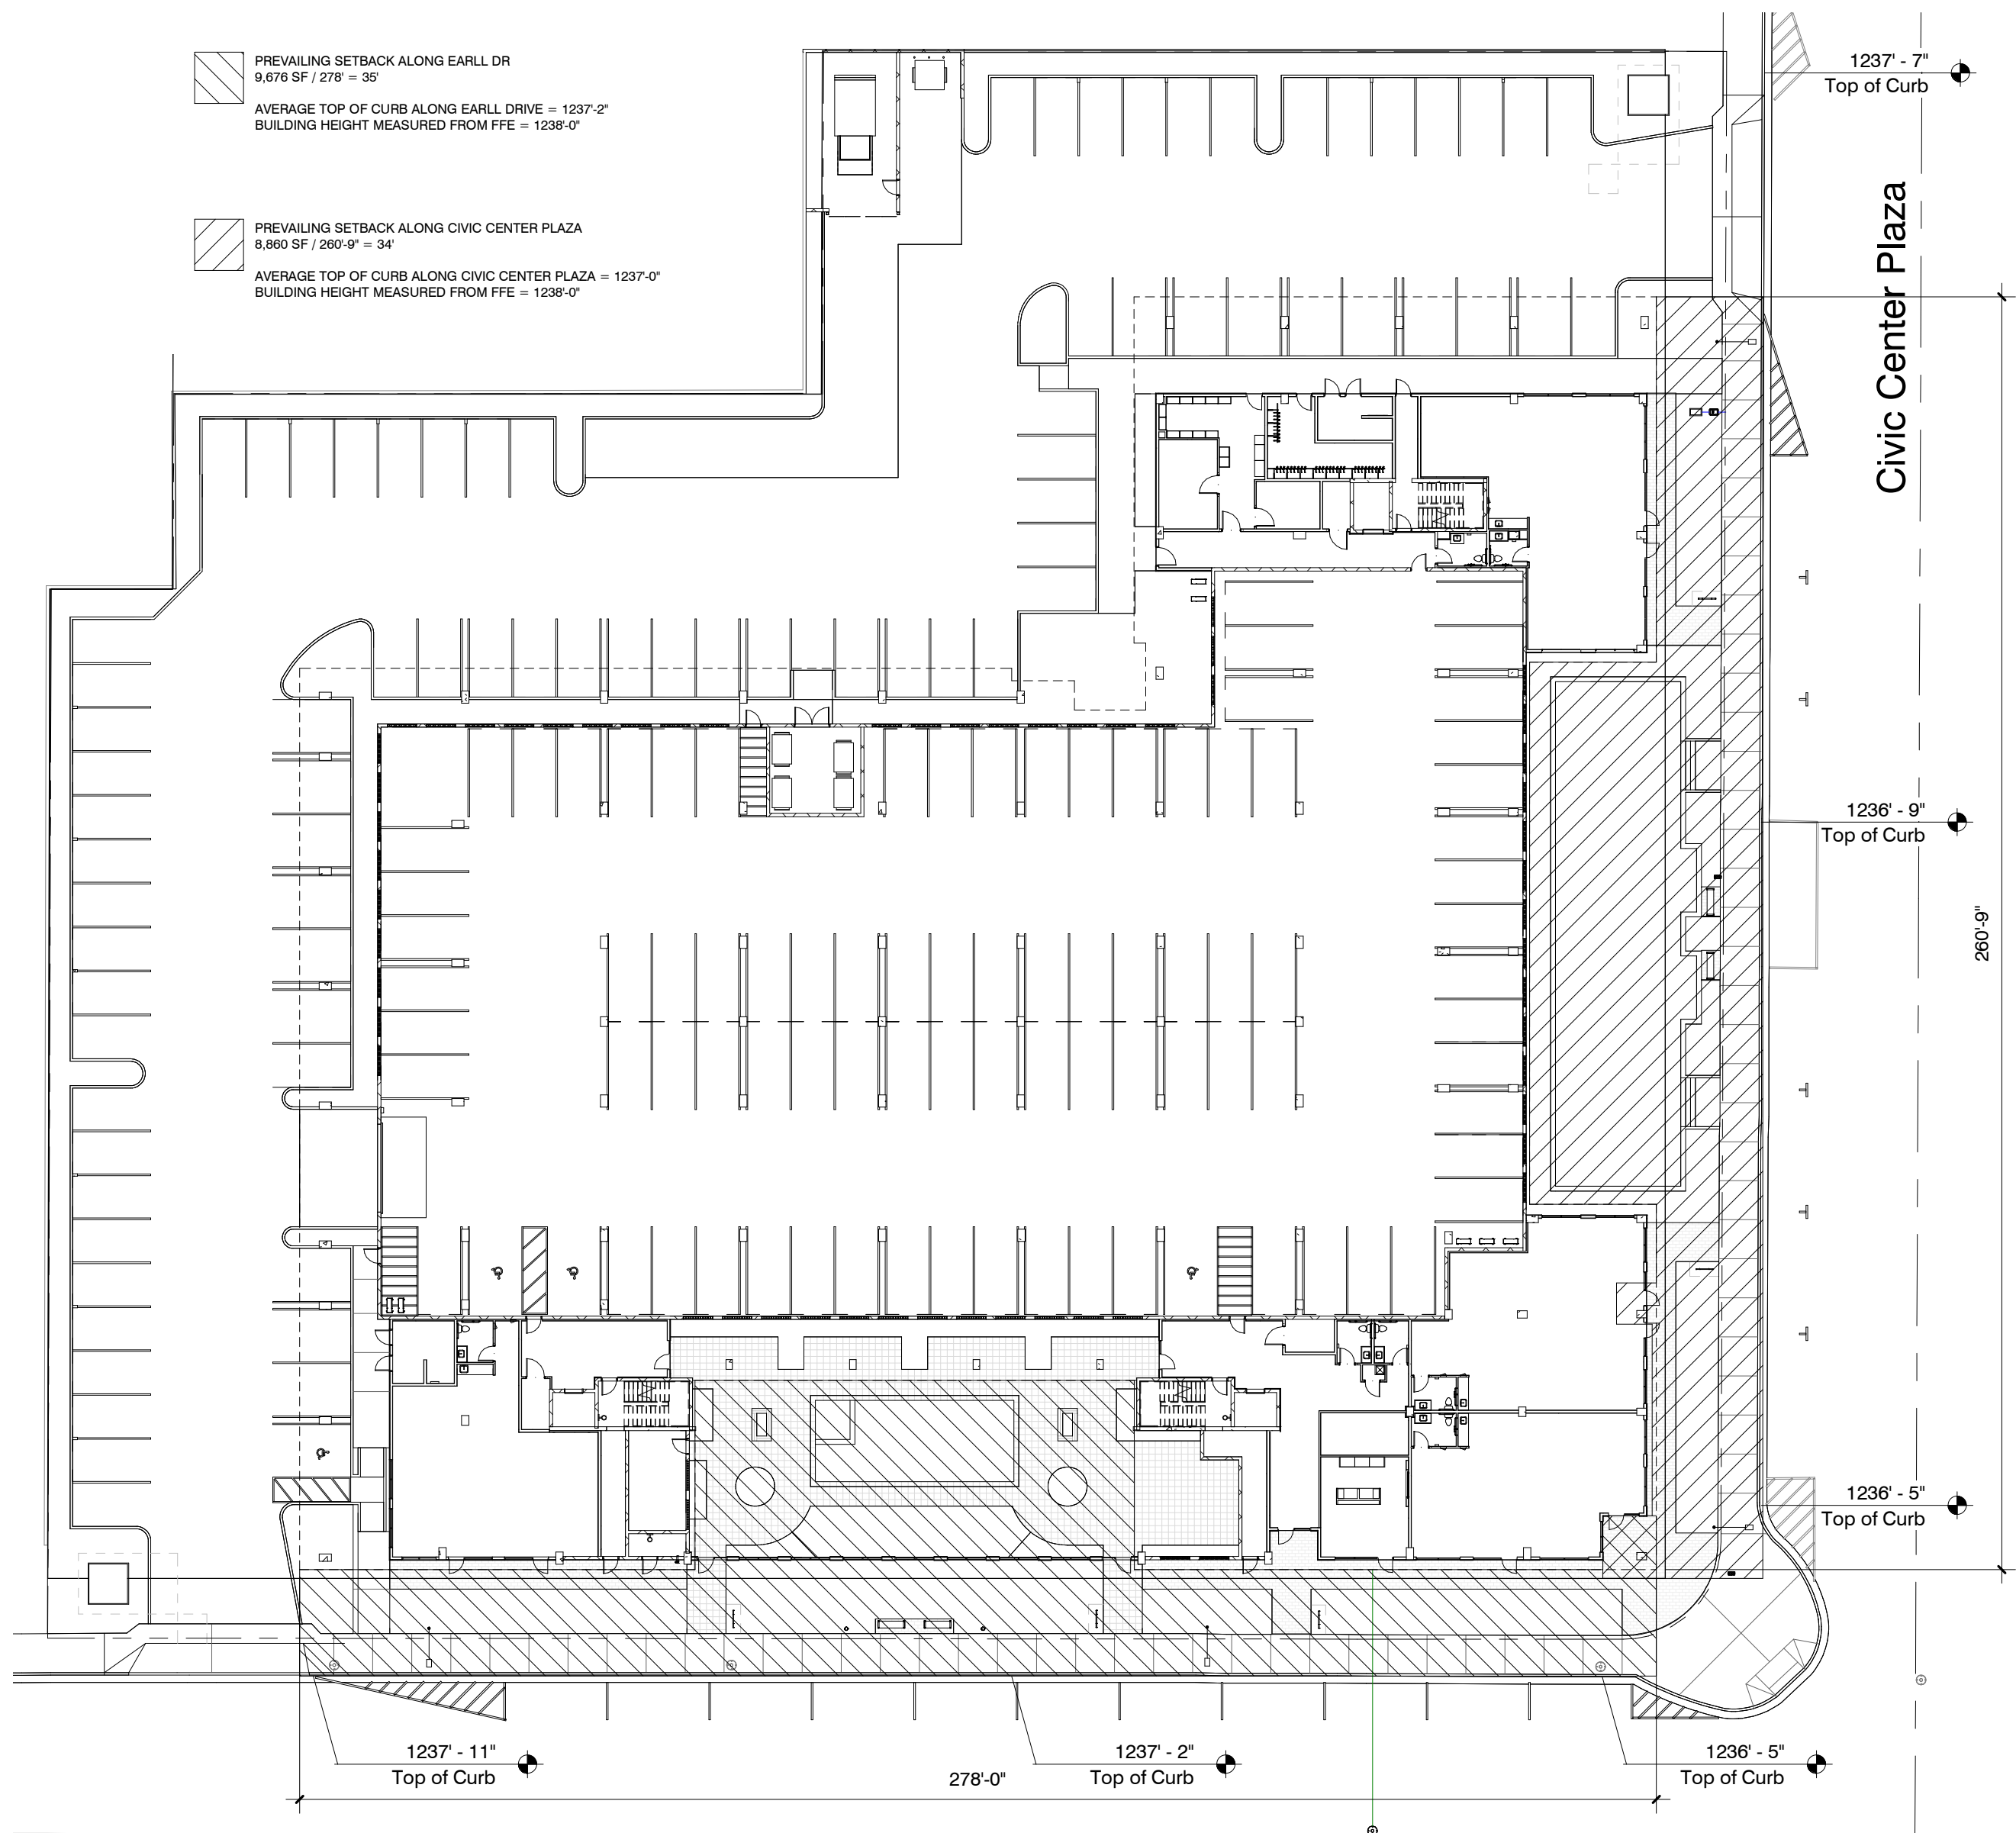 PREVAILING SETBACK ALONG EARLL DR
9,676 SF / 278' = 35'
AVERAGE TOP OF CURB ALONG EARLL DRIVE = 1237'-2"
BUILDING HEIGHT MEASURED FROM FFE = 1238'-0"
PREVAILING SETBACK ALONG CIVIC CENTER PLAZA
8,860 SF / 260'-9" = 34'
AVERAGE TOP OF CURB ALONG CIVIC CENTER PLAZA = 1237'-0"
BUILDING HEIGHT MEASURED FROM FFE = 1238'-0"
1237' - 7"
Top of Curb
Civic Center Plaza
1236' - 9"
Top of Curb
260'-9"
1236' - 5"
Top of Curb
1237' - 11"
Top of Curb
1237' - 2"
Top of Curb
1236' - 5"
Top of Curb
278'-0"